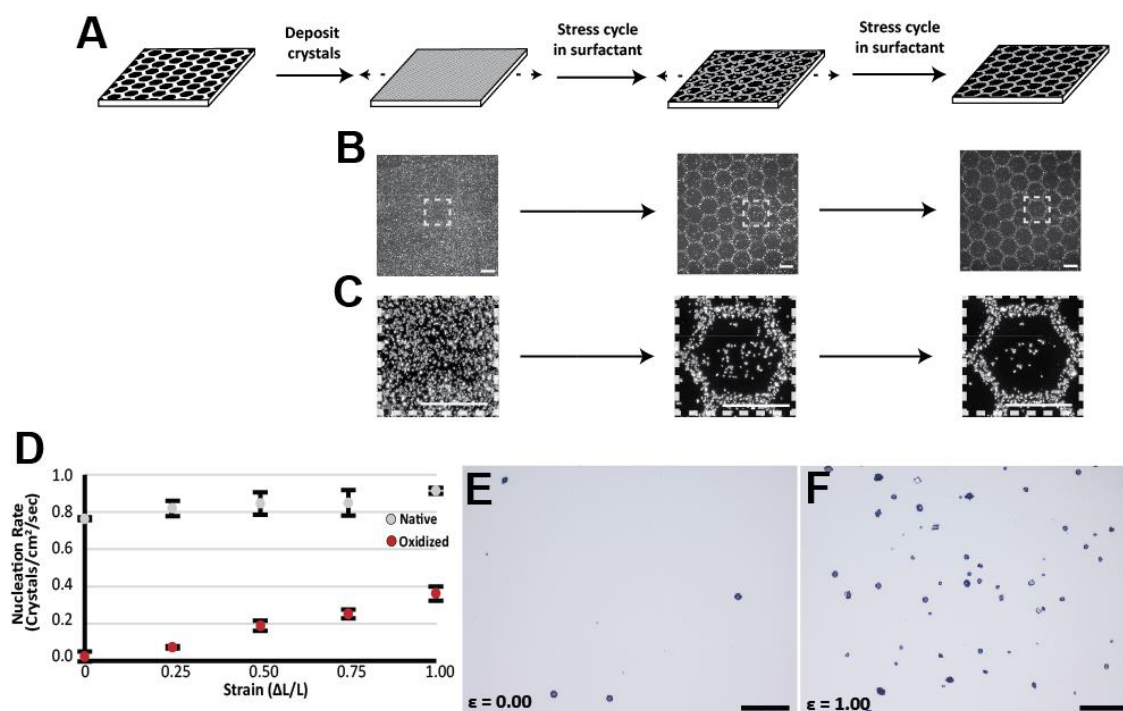 A
Deposit
crystals
Stress cycle
in surfactant
Stress cycle
in surfactant
B
C
D
1.0
0.8
0.6
0.4
0.2
0.0
0
0.25
0.50
0.75
1.00
Nucleation Rate
(Crystals/cm²/sec)
Strain (ΔL/L)
Native
Oxidized
E
ε = 0.00
F
ε = 1.00